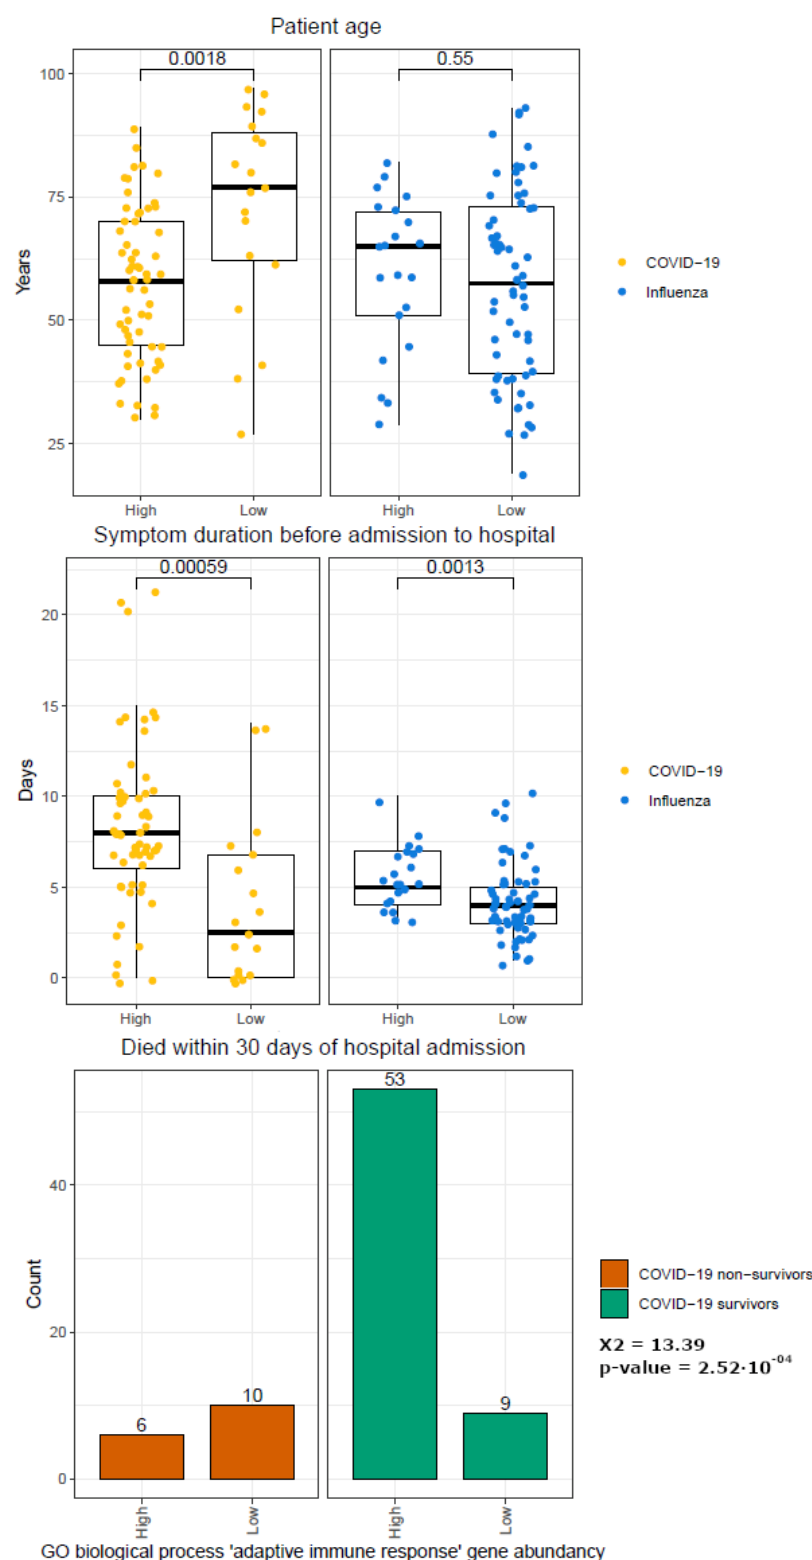 Patient age
0.0018 0.55
100
75
50
25
Years
High Low High Low
COVID−19
Influenza
Symptom duration before admission to hospital
0.00059 0.0013
20
15
10
5
0
Days
High Low High Low
COVID−19
Influenza
Died within 30 days of hospital admission
53
40
20
0
Count
6 10 9
High Low High Low
COVID−19 non−survivors
COVID−19 survivors
X2 = 13.39
p-value = 2.52·10⁻⁰⁴
GO biological process 'adaptive immune response' gene abundancy